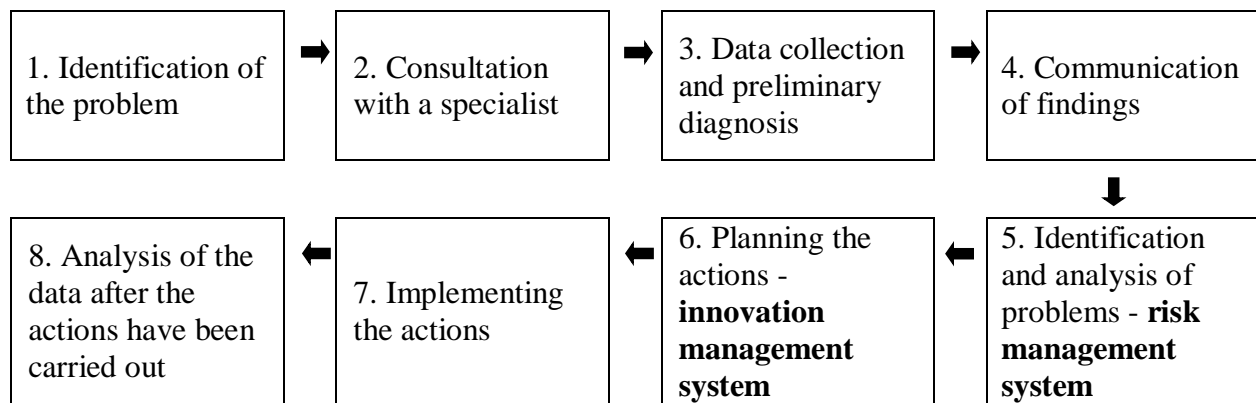 1. Identification of
the problem
2. Consultation
with a specialist
3. Data collection
and preliminary
diagnosis
4. Communication
of findings
5. Identification
and analysis of
problems - risk
management
system
6. Planning the
actions -
innovation
management
system
7. Implementing
the actions
8. Analysis of the
data after the
actions have been
carried out